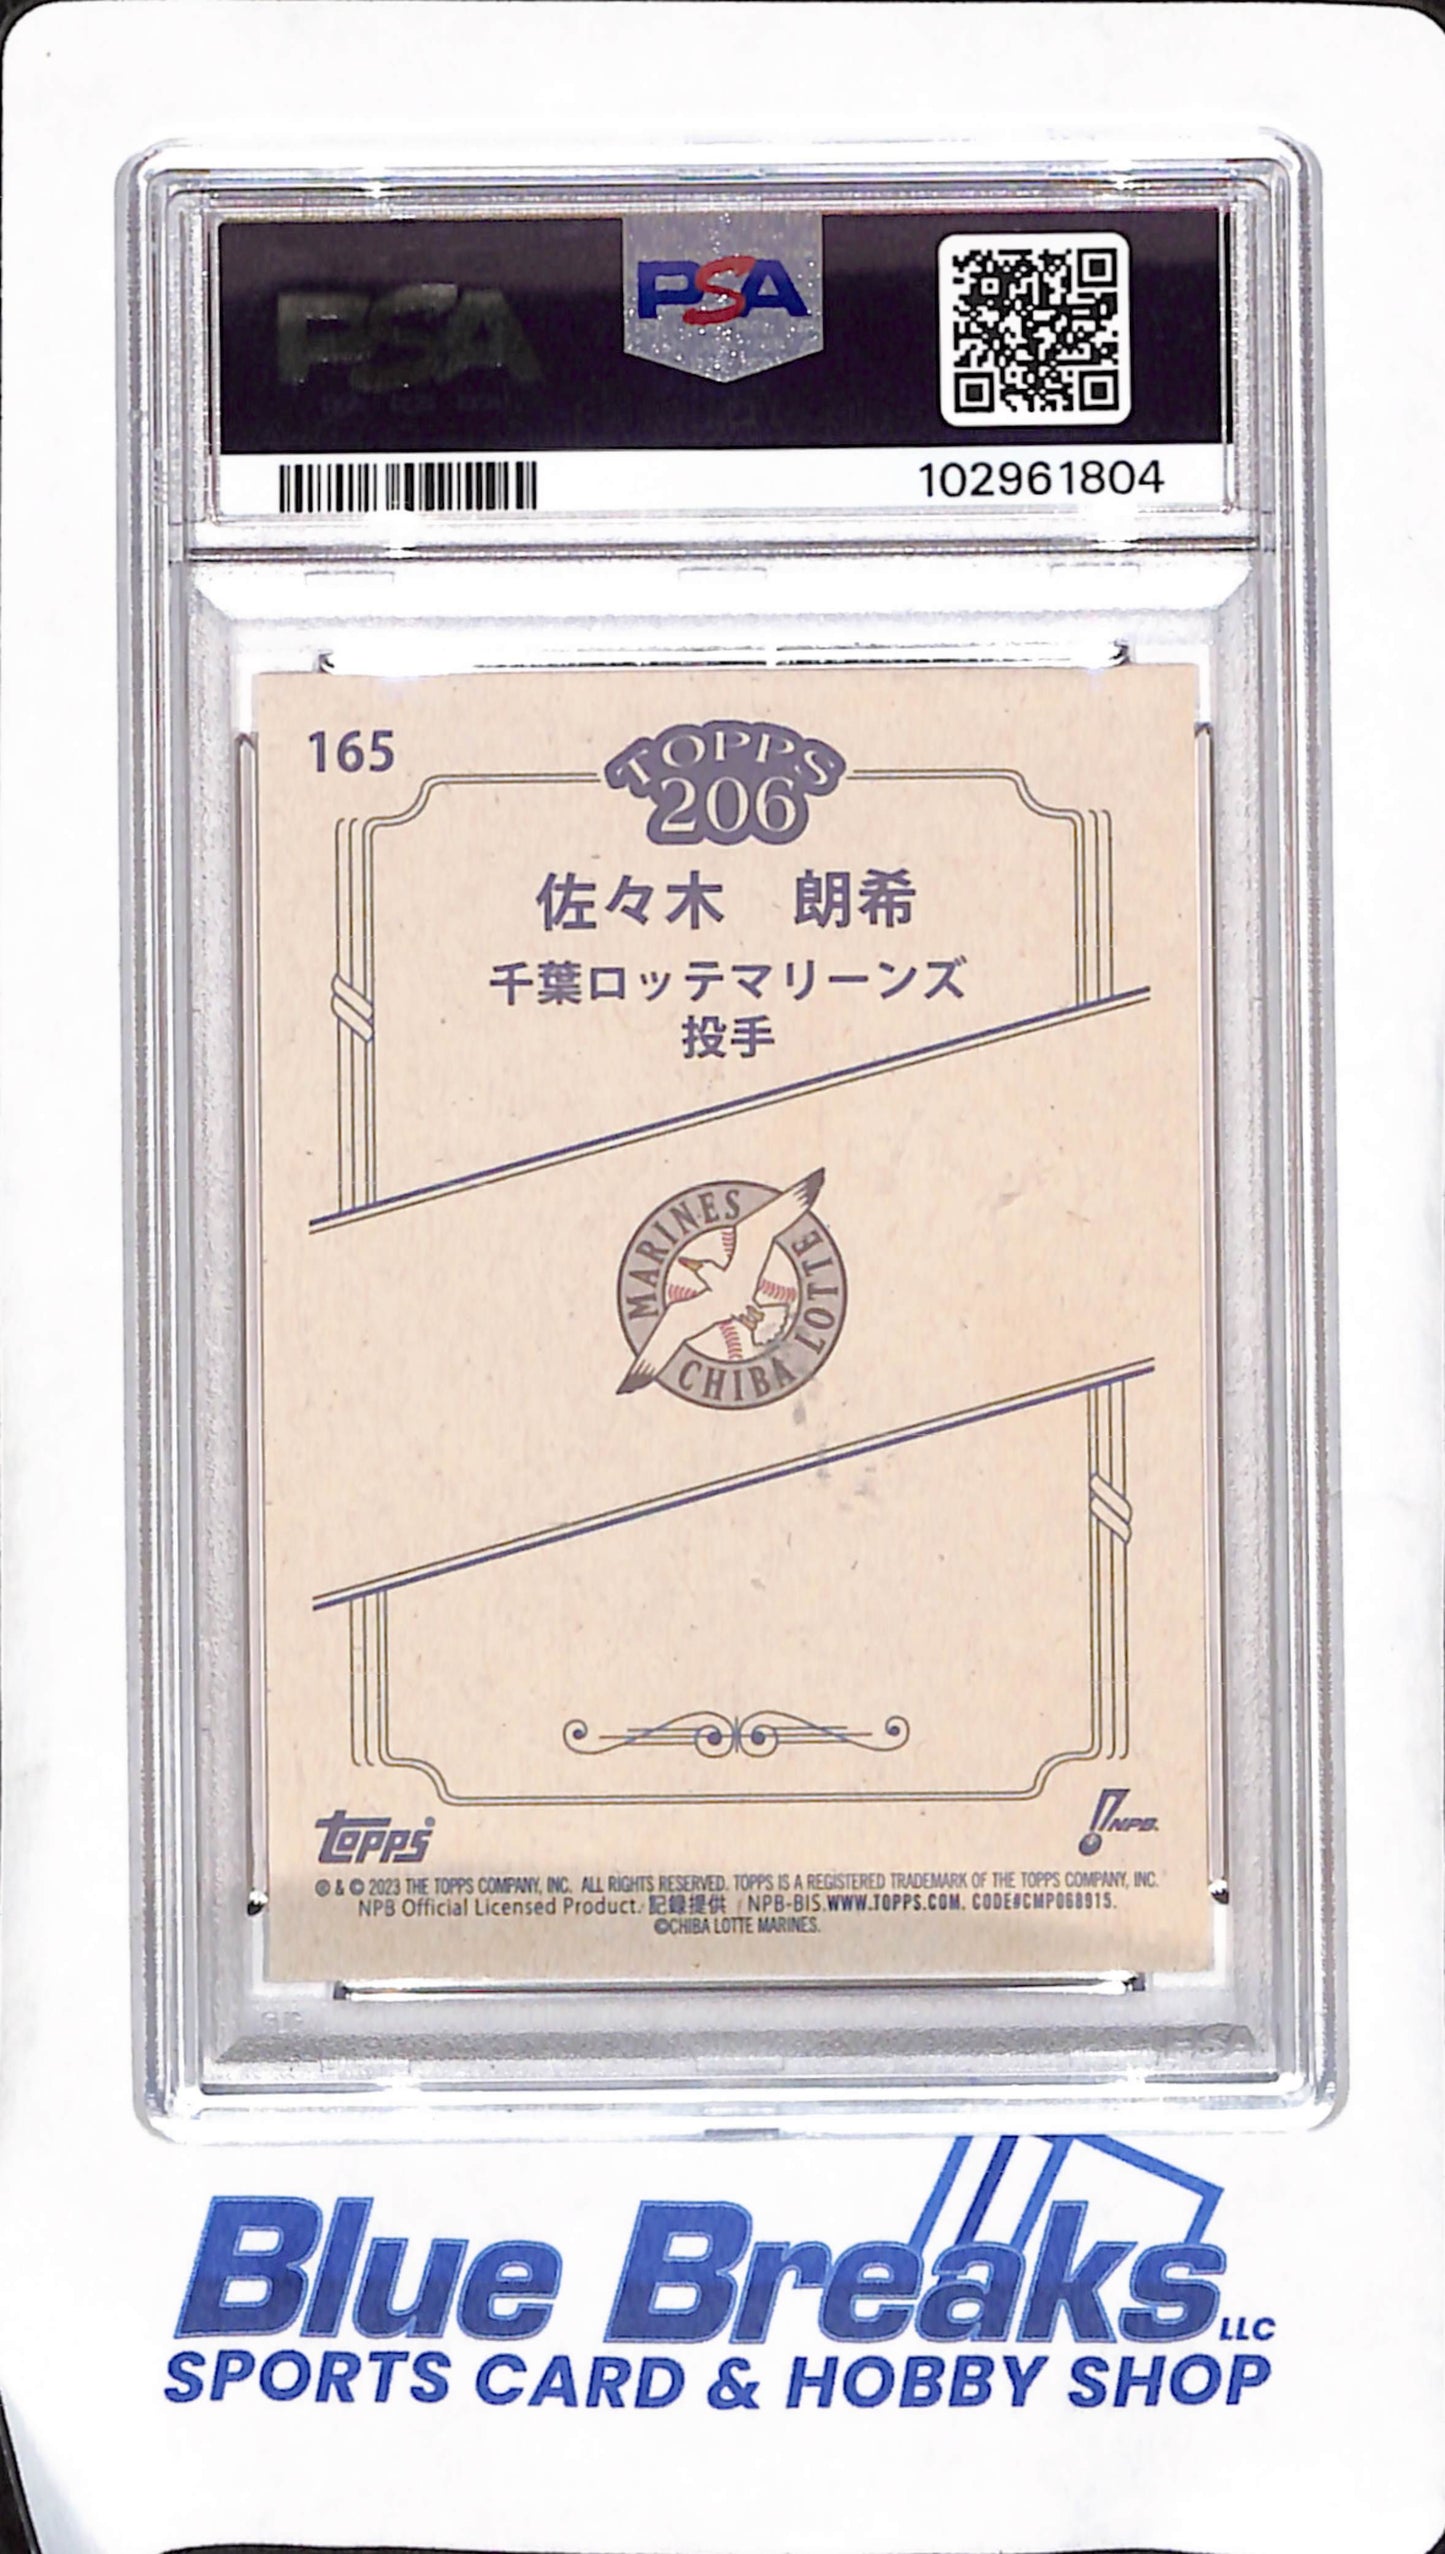 PSA
PSA
102961804
165
TOPPS
206
佐々木 朗希
千葉ロッテマリーンズ
投手
MARINES
CHIBA LOTTE
topps
NPB.
® & © 2023 THE TOPPS COMPANY, INC. ALL RIGHTS RESERVED. TOPPS IS A REGISTERED TRADEMARK OF THE TOPPS COMPANY, INC.
NPB Official Licensed Product. 記録提供 / NPB-BIS.WWW.TOPPS.COM. CODE#CMP068915.
©CHIBA LOTTE MARINES.
PSA
Blue Breaks LLC
SPORTS CARD & HOBBY SHOP